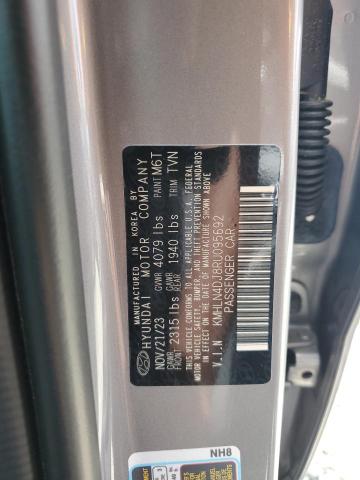 MANUFACTURED IN KOREA BY
HYUNDAI MOTOR COMPANY
NOV/21/23 GVWR 4079 lbs PAINT M6T
GAWR FRONT 2315 lbs GAWR REAR 1940 lbs TRIM TVN
THIS VEHICLE CONFORMS TO ALL APPLICABLE U.S.A. FEDERAL
MOTOR VEHICLE SAFETY, BUMPER AND THEFT PREVENTION STANDARDS
IN EFFECT ON THE DATE OF MANUFACTURE SHOWN ABOVE.
V.I.N KMHLN4DJ8RU095692
PASSENGER CAR
NH8